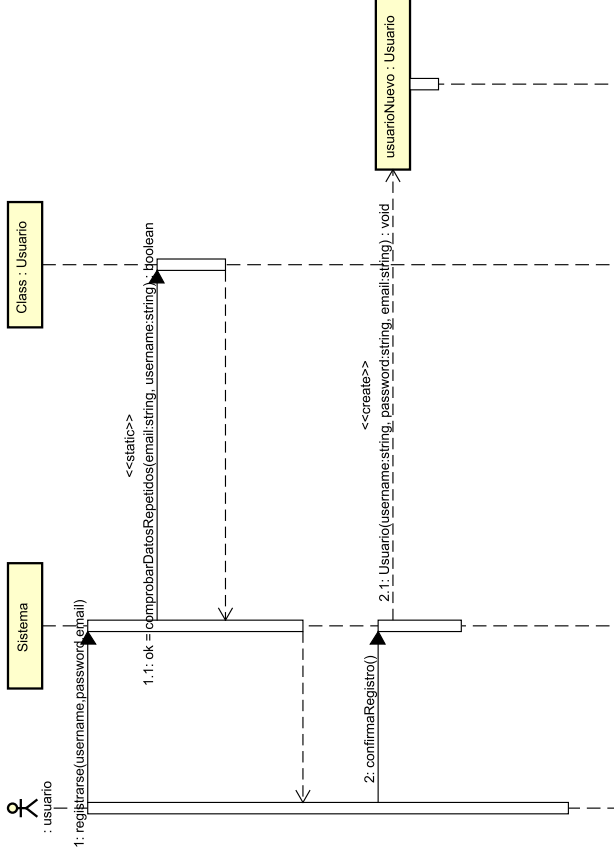 : usuario
Sistema
Class : Usuario
usuarioNuevo : Usuario
1: registrarse(username,password,email)
<<static>>
1.1: ok = comprobarDatosRepetidos(email:string, username:string) : boolean
2: confirmaRegistro()
<<create>>
2.1: Usuario(username:string, password:string, email:string) : void